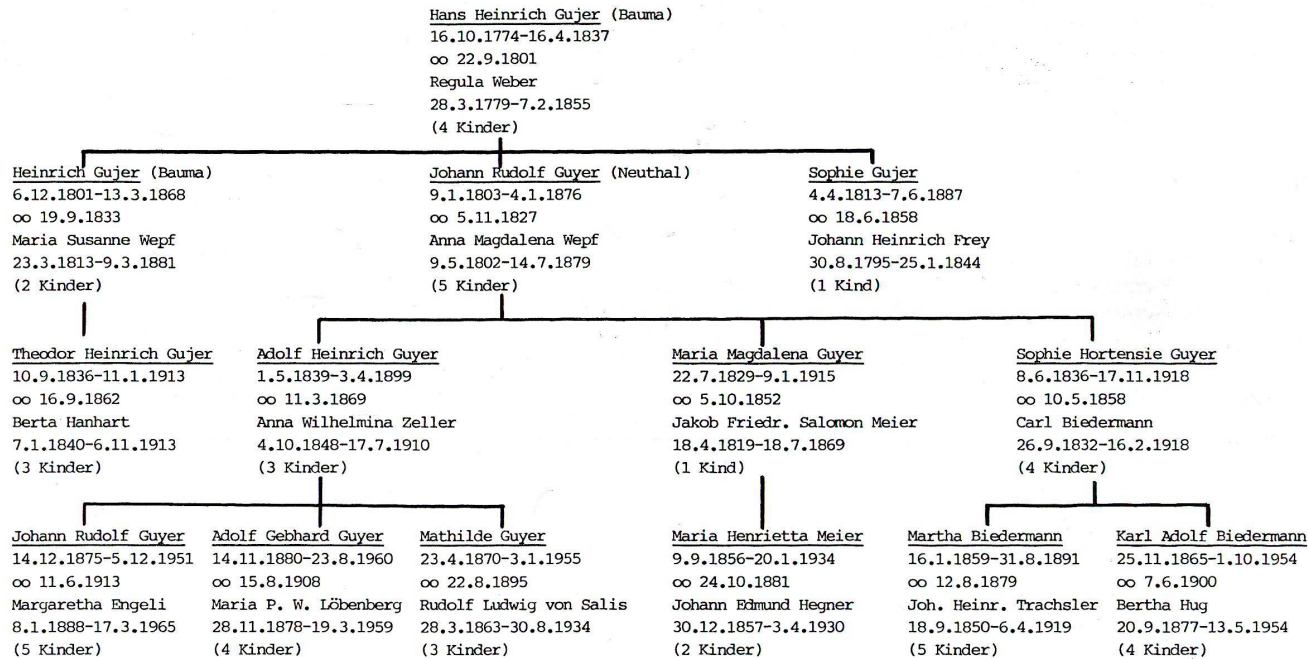 Hans Heinrich Gujer (Bauma)
16.10.1774-16.4.1837
∞ 22.9.1801
Regula Weber
28.3.1779-7.2.1855
(4 Kinder)
Heinrich Gujer (Bauma)
6.12.1801-13.3.1868
∞ 19.9.1833
Maria Susanne Wepf
23.3.1813-9.3.1881
(2 Kinder)
Johann Rudolf Guyer (Neuthal)
9.1.1803-4.1.1876
∞ 5.11.1827
Anna Magdalena Wepf
9.5.1802-14.7.1879
(5 Kinder)
Sophie Gujer
4.4.1813-7.6.1887
∞ 18.6.1858
Johann Heinrich Frey
30.8.1795-25.1.1844
(1 Kind)
Theodor Heinrich Gujer
10.9.1836-11.1.1913
∞ 16.9.1862
Berta Hanhart
7.1.1840-6.11.1913
(3 Kinder)
Adolf Heinrich Guyer
1.5.1839-3.4.1899
∞ 11.3.1869
Anna Wilhelmina Zeller
4.10.1848-17.7.1910
(3 Kinder)
Maria Magdalena Guyer
22.7.1829-9.1.1915
∞ 5.10.1852
Jakob Friedr. Salomon Meier
18.4.1819-18.7.1869
(1 Kind)
Sophie Hortensie Guyer
8.6.1836-17.11.1918
∞ 10.5.1858
Carl Biedermann
26.9.1832-16.2.1918
(4 Kinder)
Johann Rudolf Guyer
14.12.1875-5.12.1951
∞ 11.6.1913
Margaretha Engeli
8.1.1888-17.3.1965
(5 Kinder)
Adolf Gebhard Guyer
14.11.1880-23.8.1960
∞ 15.8.1908
Maria P. W. Löbenberg
28.11.1878-19.3.1959
(4 Kinder)
Mathilde Guyer
23.4.1870-3.1.1955
∞ 22.8.1895
Rudolf Ludwig von Salis
28.3.1863-30.8.1934
(3 Kinder)
Maria Henrietta Meier
9.9.1856-20.1.1934
∞ 24.10.1881
Johann Edmund Hegner
30.12.1857-3.4.1930
(2 Kinder)
Martha Biedermann
16.1.1859-31.8.1891
∞ 12.8.1879
Joh. Heinr. Trachsler
18.9.1850-6.4.1919
(5 Kinder)
Karl Adolf Biedermann
25.11.1865-1.10.1954
∞ 7.6.1900
Bertha Hug
20.9.1877-13.5.1954
(4 Kinder)